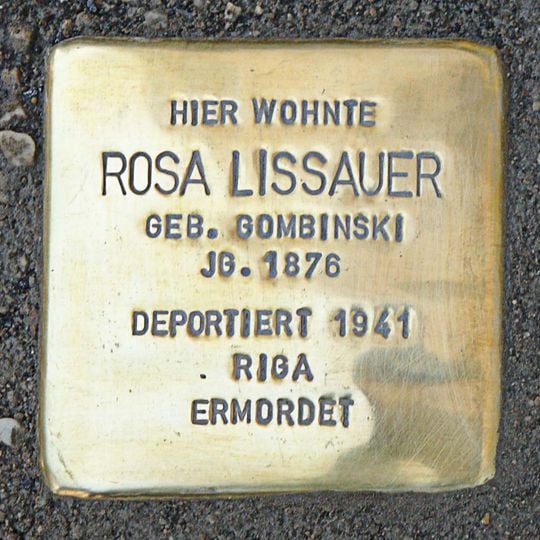 HIER WOHNTE
ROSA LISSAUER
GEB. GOMBINSKI
JG. 1876
DEPORTIERT 1941
RIGA
ERMORDET